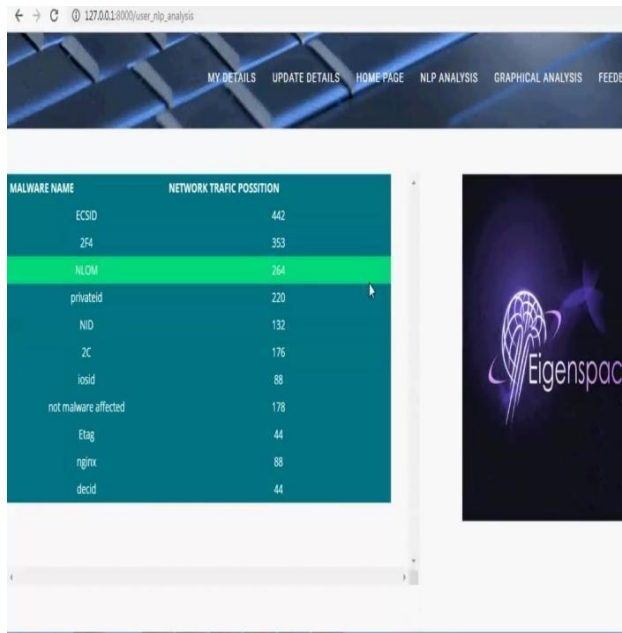 127.0.0.1:8000/user_nlp_analysis
MY DETAILS UPDATE DETAILS HOME PAGE NLP ANALYSIS GRAPHICAL ANALYSIS FEEDB
MALWARE NAME NETWORK TRAFIC POSSITION
ECSID 442
2F4 353
NLOM 264
privateid 220
NID 132
2C 176
iosid 88
not malware affected 178
Etag 44
nginx 88
decid 44
Eigenspac